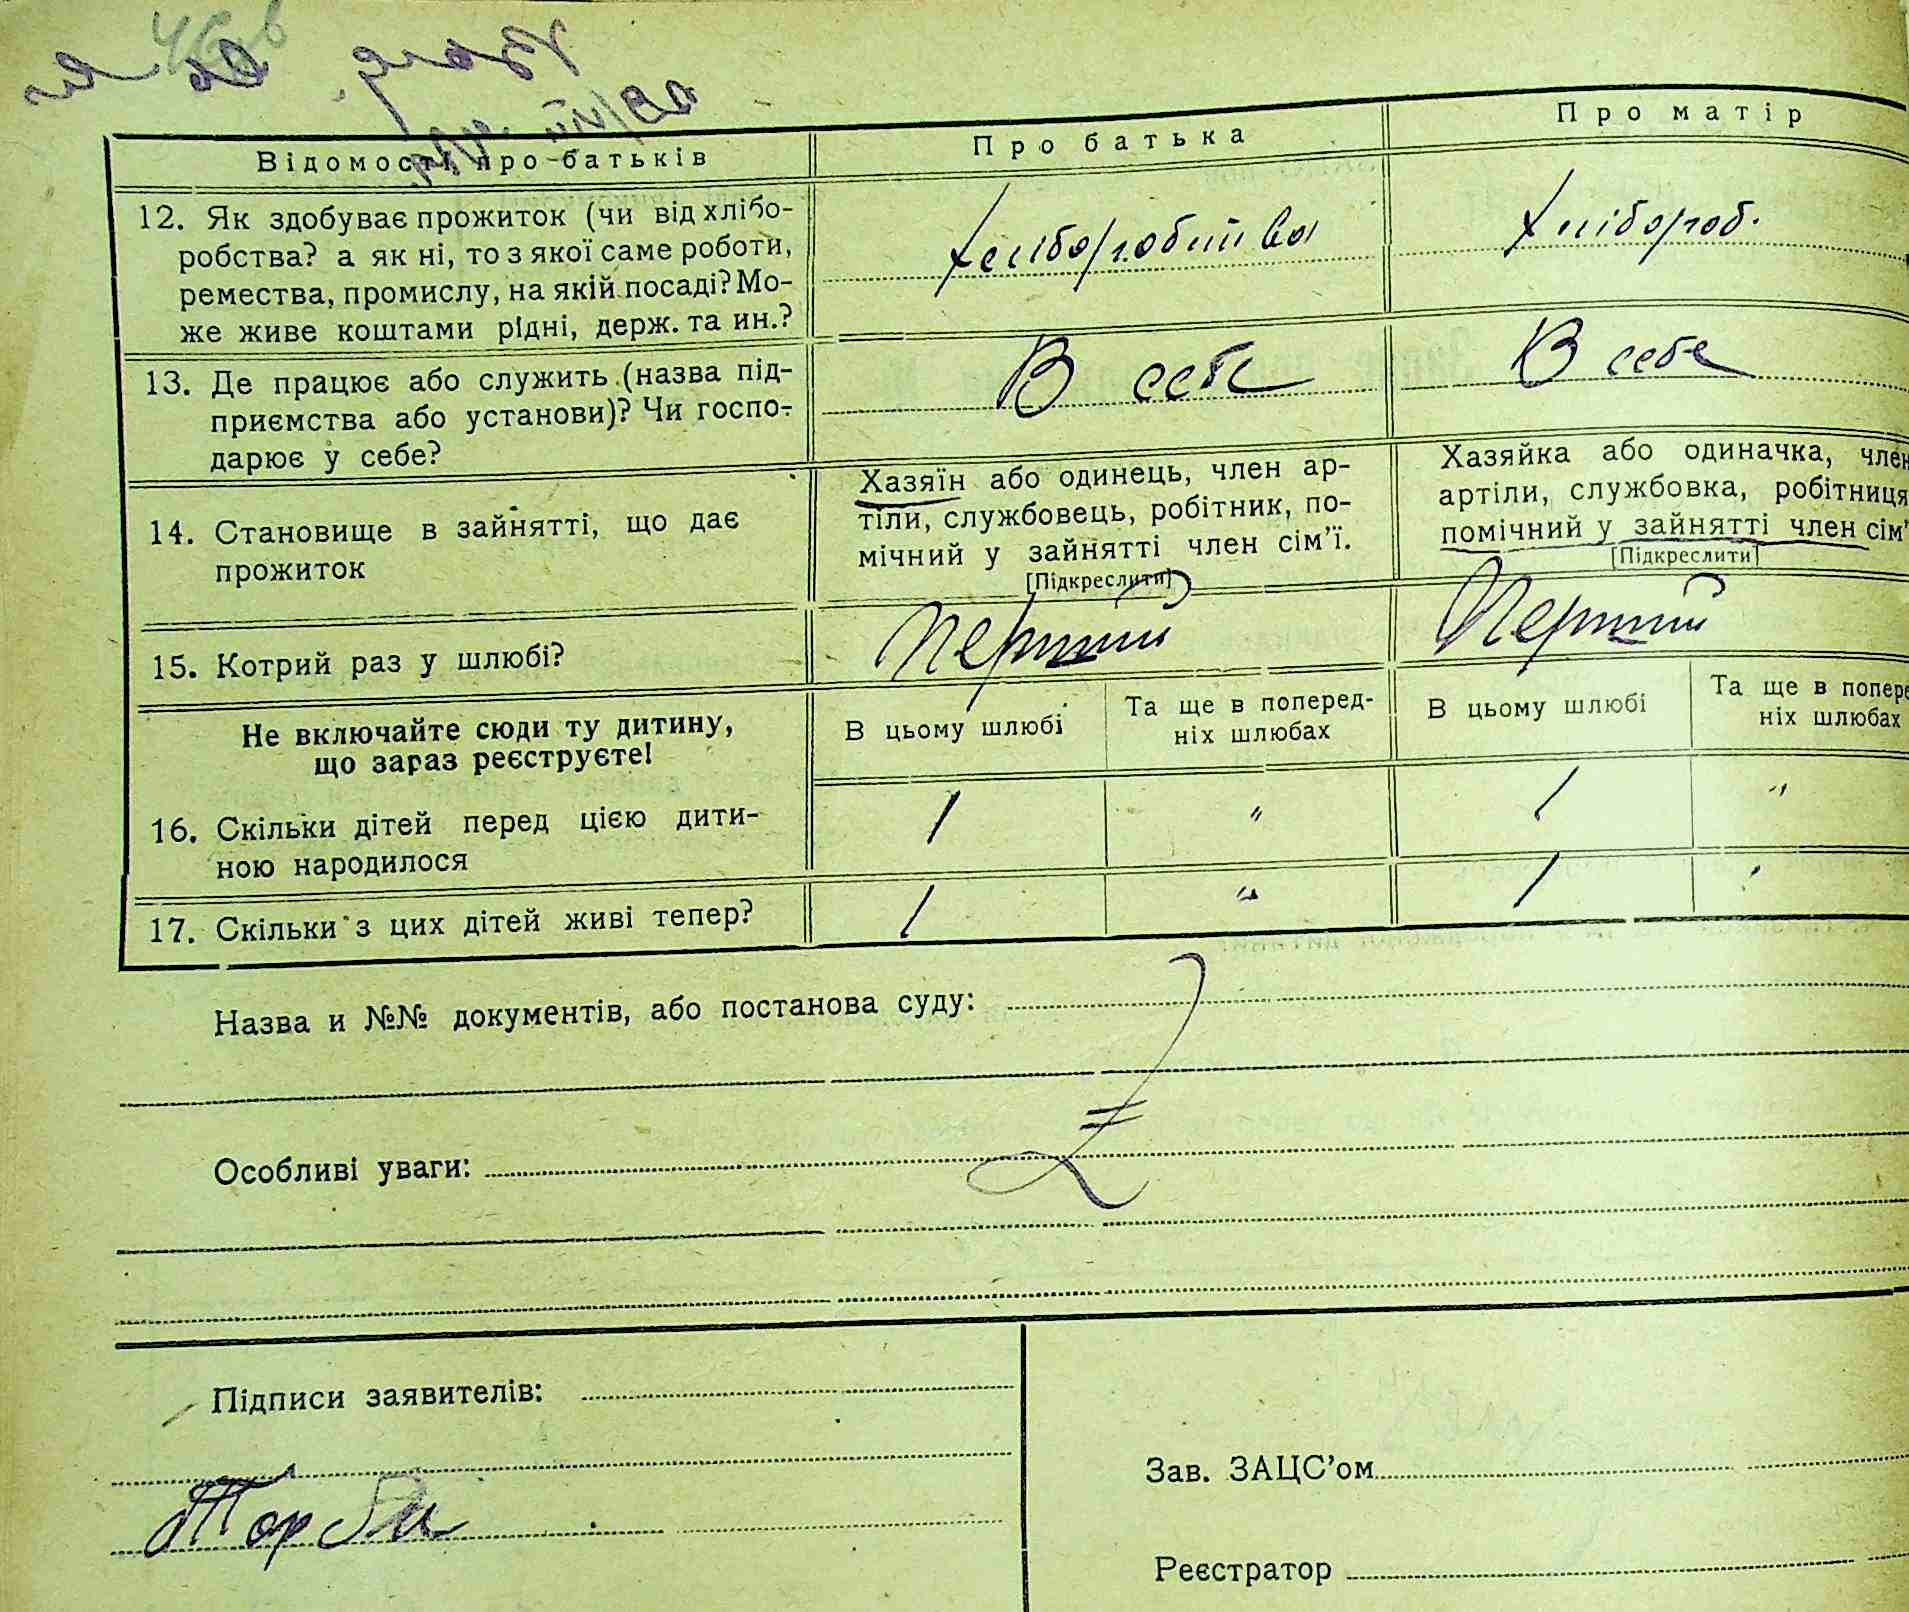 46 в
Відомості про батьків
Про батька
Про матір
12. Як здобуває прожиток (чи від хлібо-
робства? а як ні, то з якої саме роботи,
ремества, промислу, на якій посаді? Мо-
же живе коштами рідні, держ. та ин.?
хліборобства
хлібороб.
13. Де працює або служить (назва під-
приємства або установи)? Чи госпо-
дарює у себе?
В себе
В себе
14. Становище в зайнятті, що дає
прожиток
Хазяїн або одинець, член ар-
тіли, службовець, робітник, по-
мічний у зайнятті член сім'ї.
[Підкреслити]
Хазяйка або одиначка, член
артіли, службовка, робітниця
помічний у зайнятті член сім'
[Підкреслити]
15. Котрий раз у шлюбі?
Перший
Перший
Не включайте сюди ту дитину,
що зараз реєструєте!
В цьому шлюбі
Та ще в поперед-
ніх шлюбах
В цьому шлюбі
Та ще в попере
ніх шлюбах
16. Скільки дітей перед цією дити-
ною народилося
1 " 1 "
17. Скільки з цих дітей живі тепер?
1 " 1 "
Назва и №№ документів, або постанова суду:
Особливі уваги:
Підписи заявителів:
Зав. ЗАЦС'ом
Реєстратор